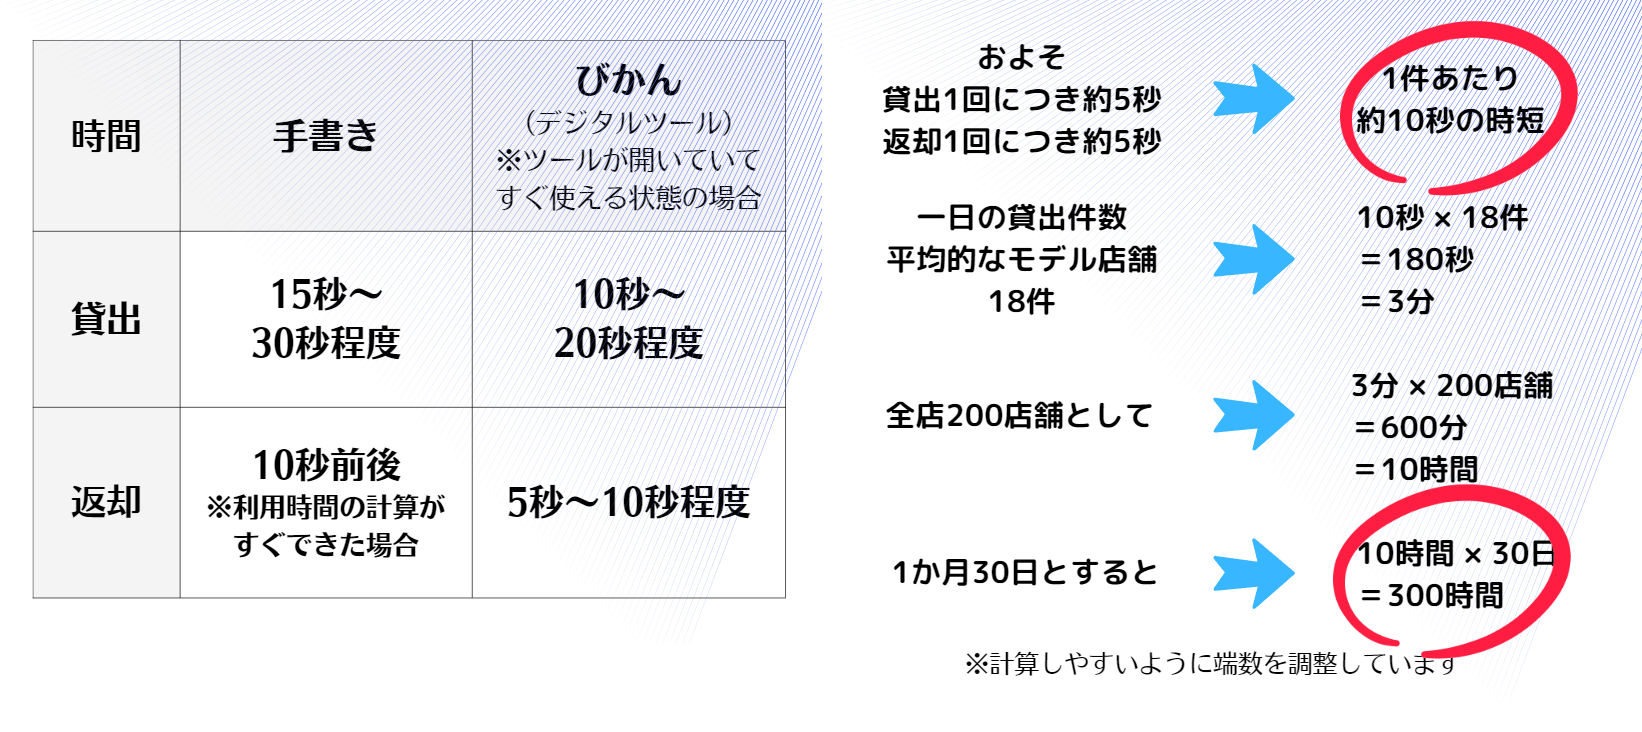 時間
手書き
びかん
（デジタルツール）
※ツールが開いていて
すぐ使える状態の場合
貸出
15秒～
30秒程度
10秒～
20秒程度
返却
10秒前後
※利用時間の計算が
すぐできた場合
5秒～10秒程度
およそ
貸出1回につき約5秒
返却1回につき約5秒
1件あたり
約10秒の時短
一日の貸出件数
平均的なモデル店舗
18件
10秒 × 18件
＝180秒
＝3分
全店200店舗として
3分 × 200店舗
＝600分
＝10時間
1か月30日とすると
10時間 × 30日
＝300時間
※計算しやすいように端数を調整しています